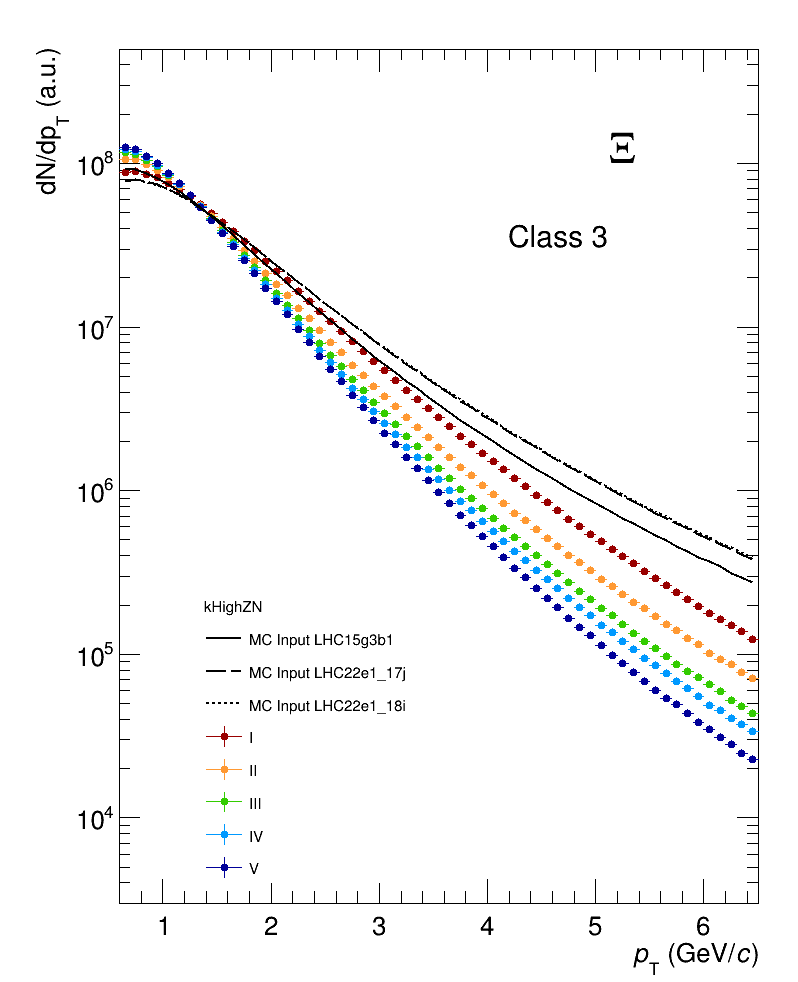 dN/dp_T (a.u.)
Ξ
Class 3
10^8
10^7
10^6
10^5
10^4
kHighZN
MC Input LHC15g3b1
MC Input LHC22e1_17j
MC Input LHC22e1_18i
I
II
III
IV
V
1 2 3 4 5 6
p_T (GeV/c)